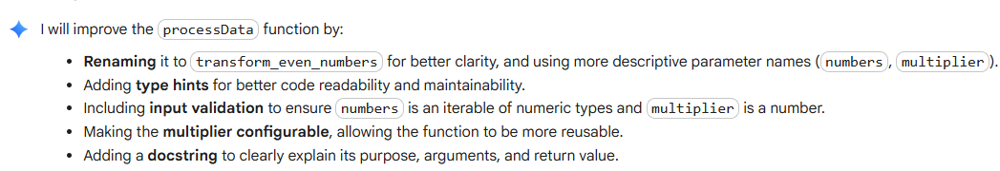 I will improve the processData function by:
Renaming it to transform_even_numbers for better clarity, and using more descriptive parameter names (numbers, multiplier).
Adding type hints for better code readability and maintainability.
Including input validation to ensure numbers is an iterable of numeric types and multiplier is a number.
Making the multiplier configurable, allowing the function to be more reusable.
Adding a docstring to clearly explain its purpose, arguments, and return value.